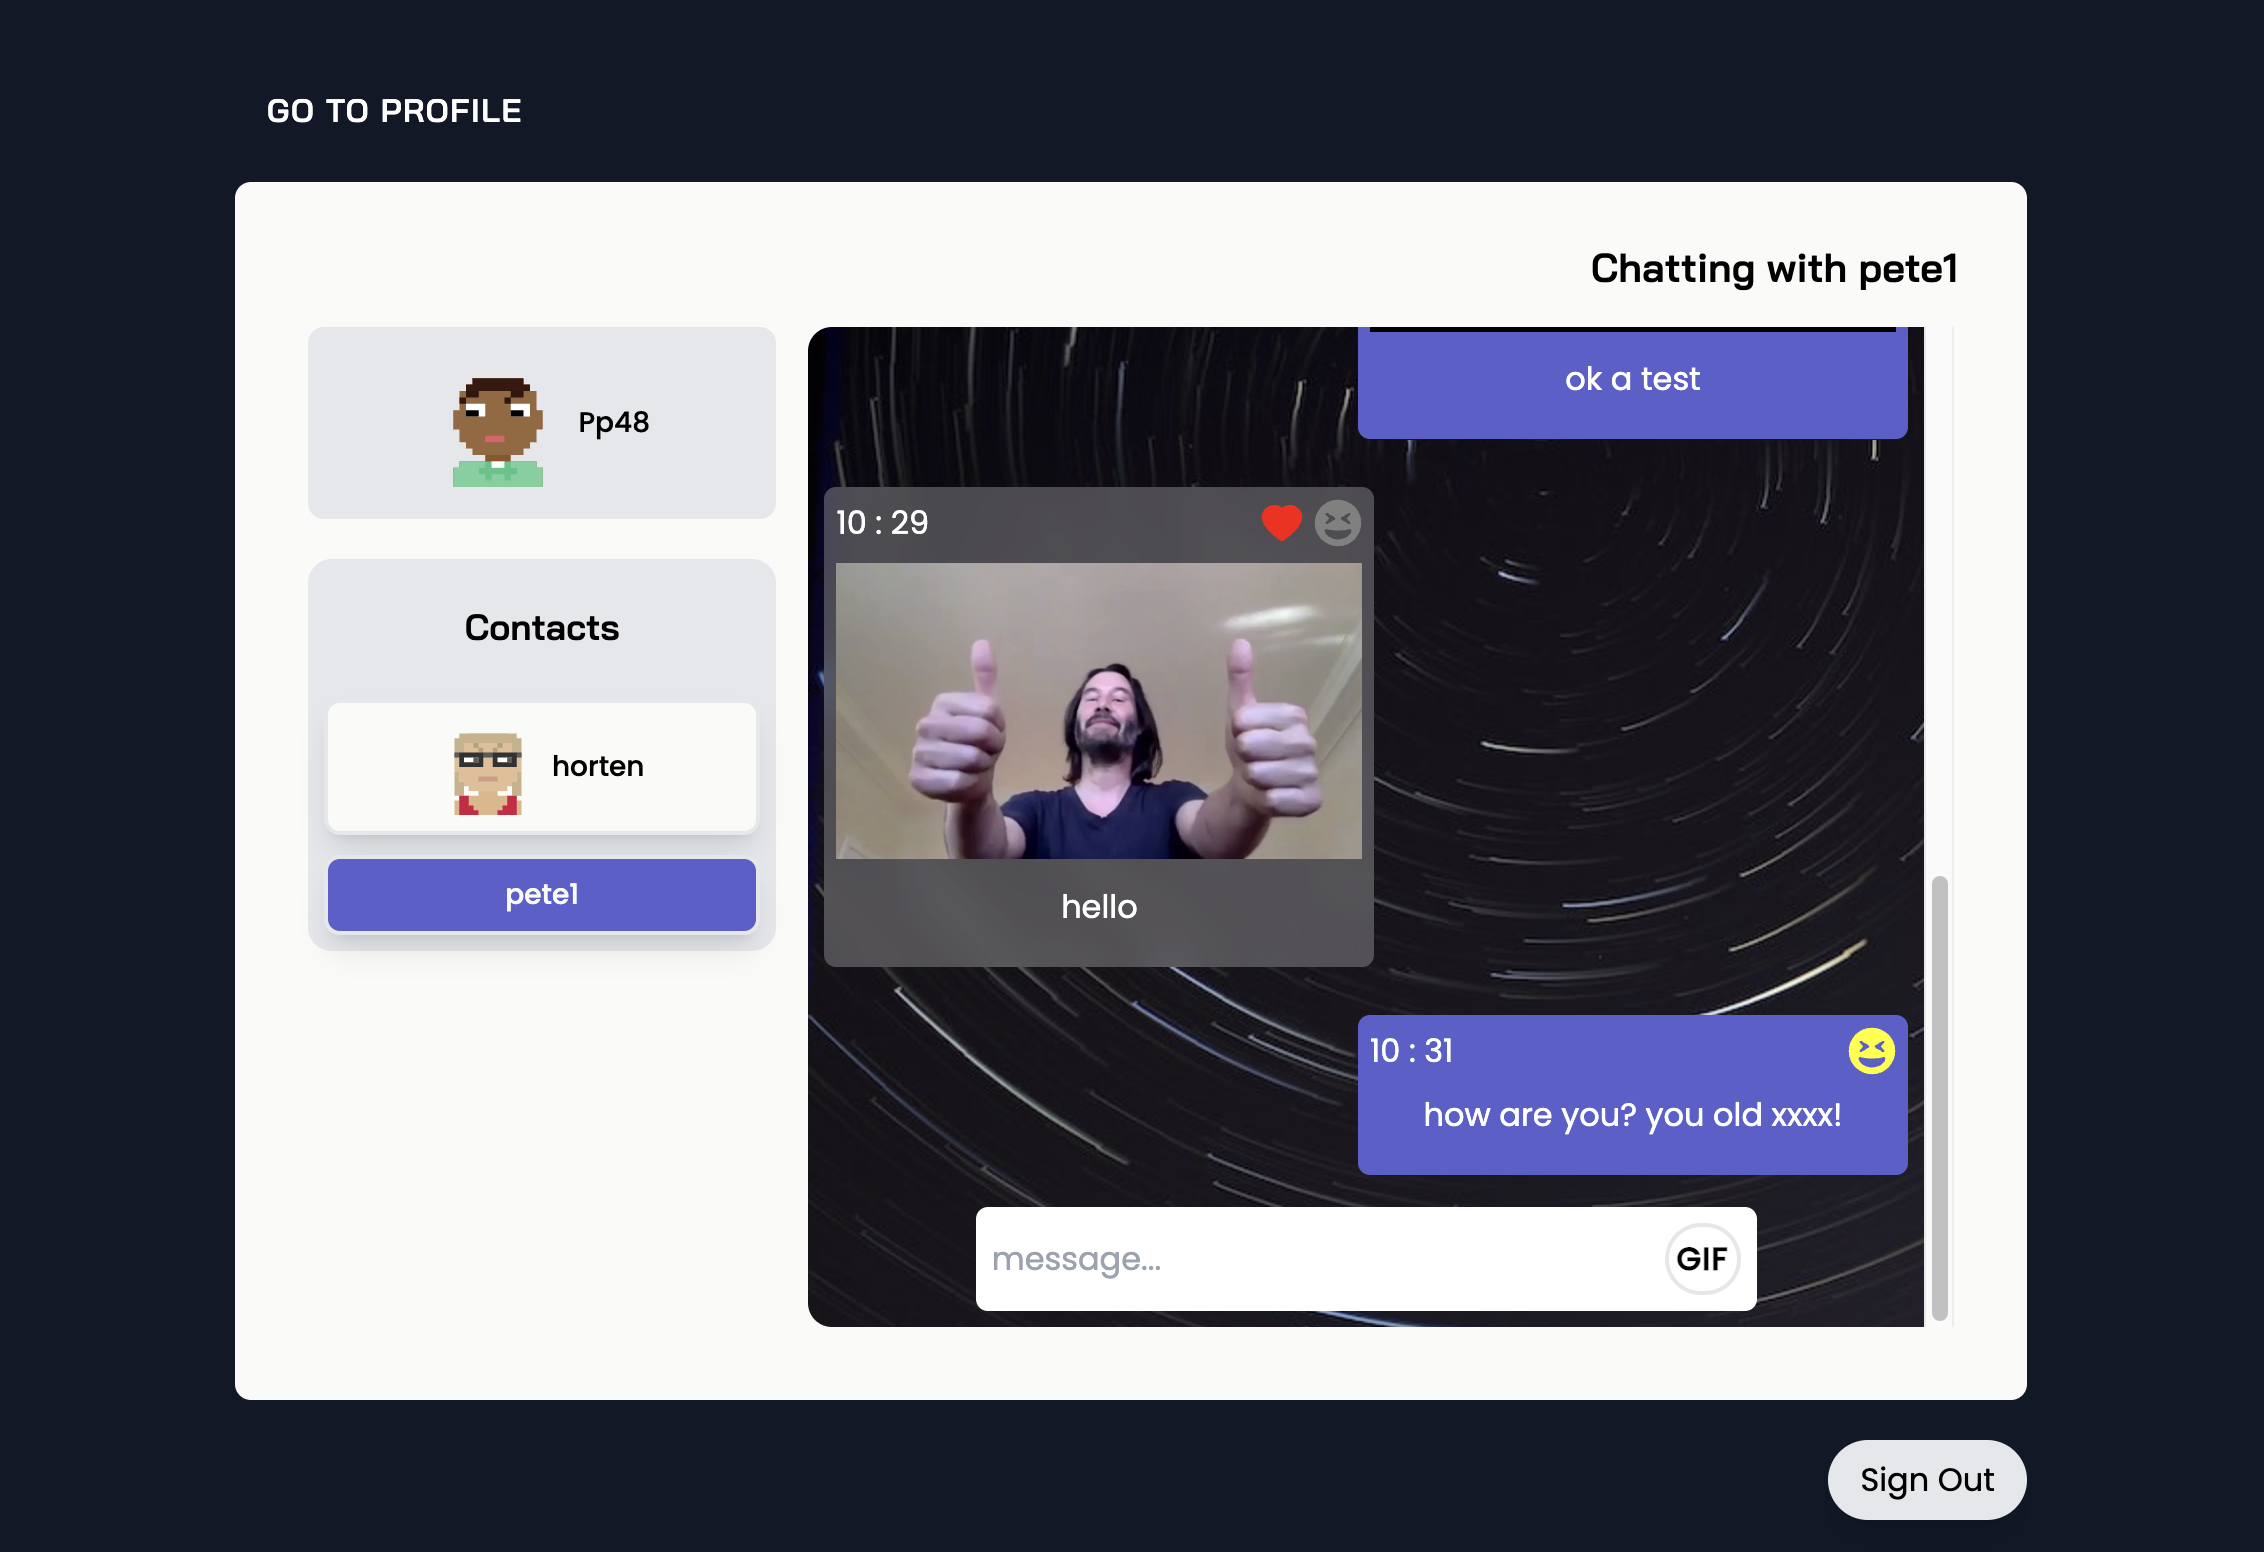 GO TO PROFILE
Chatting with pete1
Pp48
Contacts
horten
pete1
ok a test
10 : 29
hello
10 : 31
how are you? you old xxxx!
message...
GIF
Sign Out